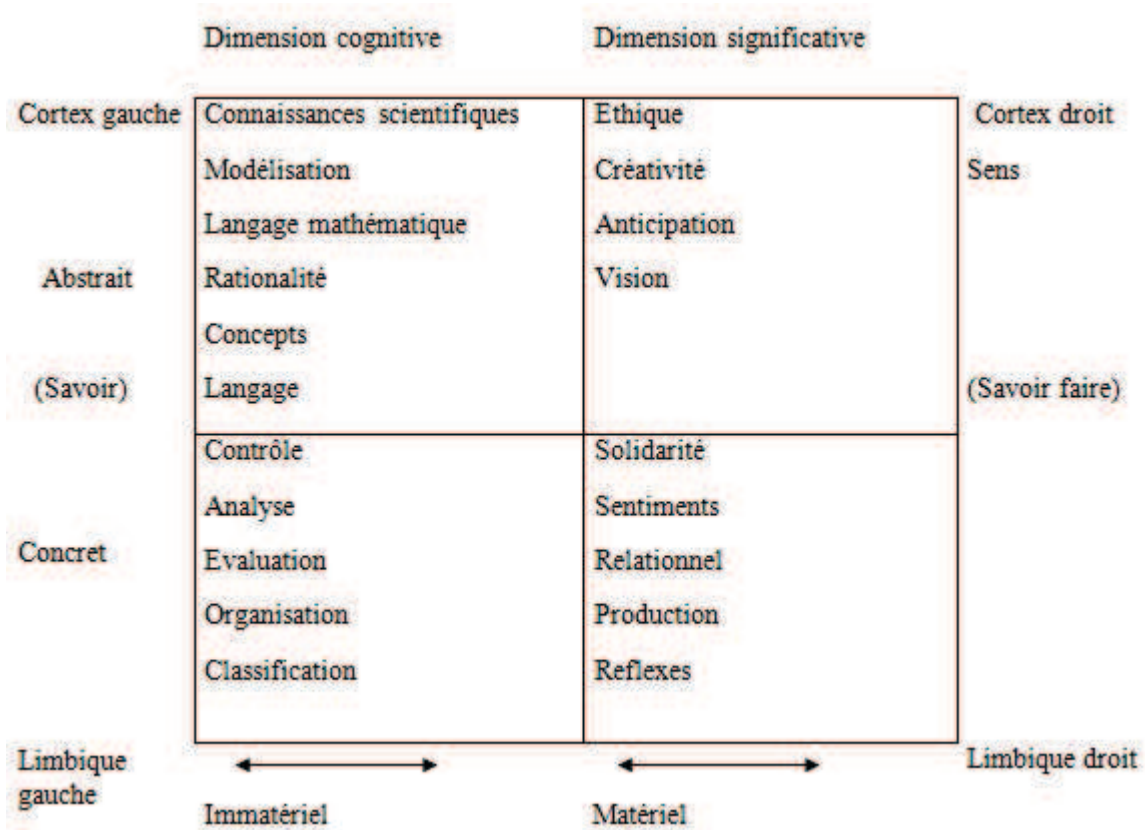 Dimension cognitive Dimension significative
Cortex gauche Connaissances scientifiques Ethique Cortex droit
Modélisation Créativité Sens
Langage mathématique Anticipation
Abstrait Rationalité Vision
Concepts
(Savoir) Langage (Savoir faire)
Contrôle Solidarité
Analyse Sentiments
Concret Evaluation Relationnel
Organisation Production
Classification Reflexes
Limbique Limbique droit
gauche
Immatériel Matériel